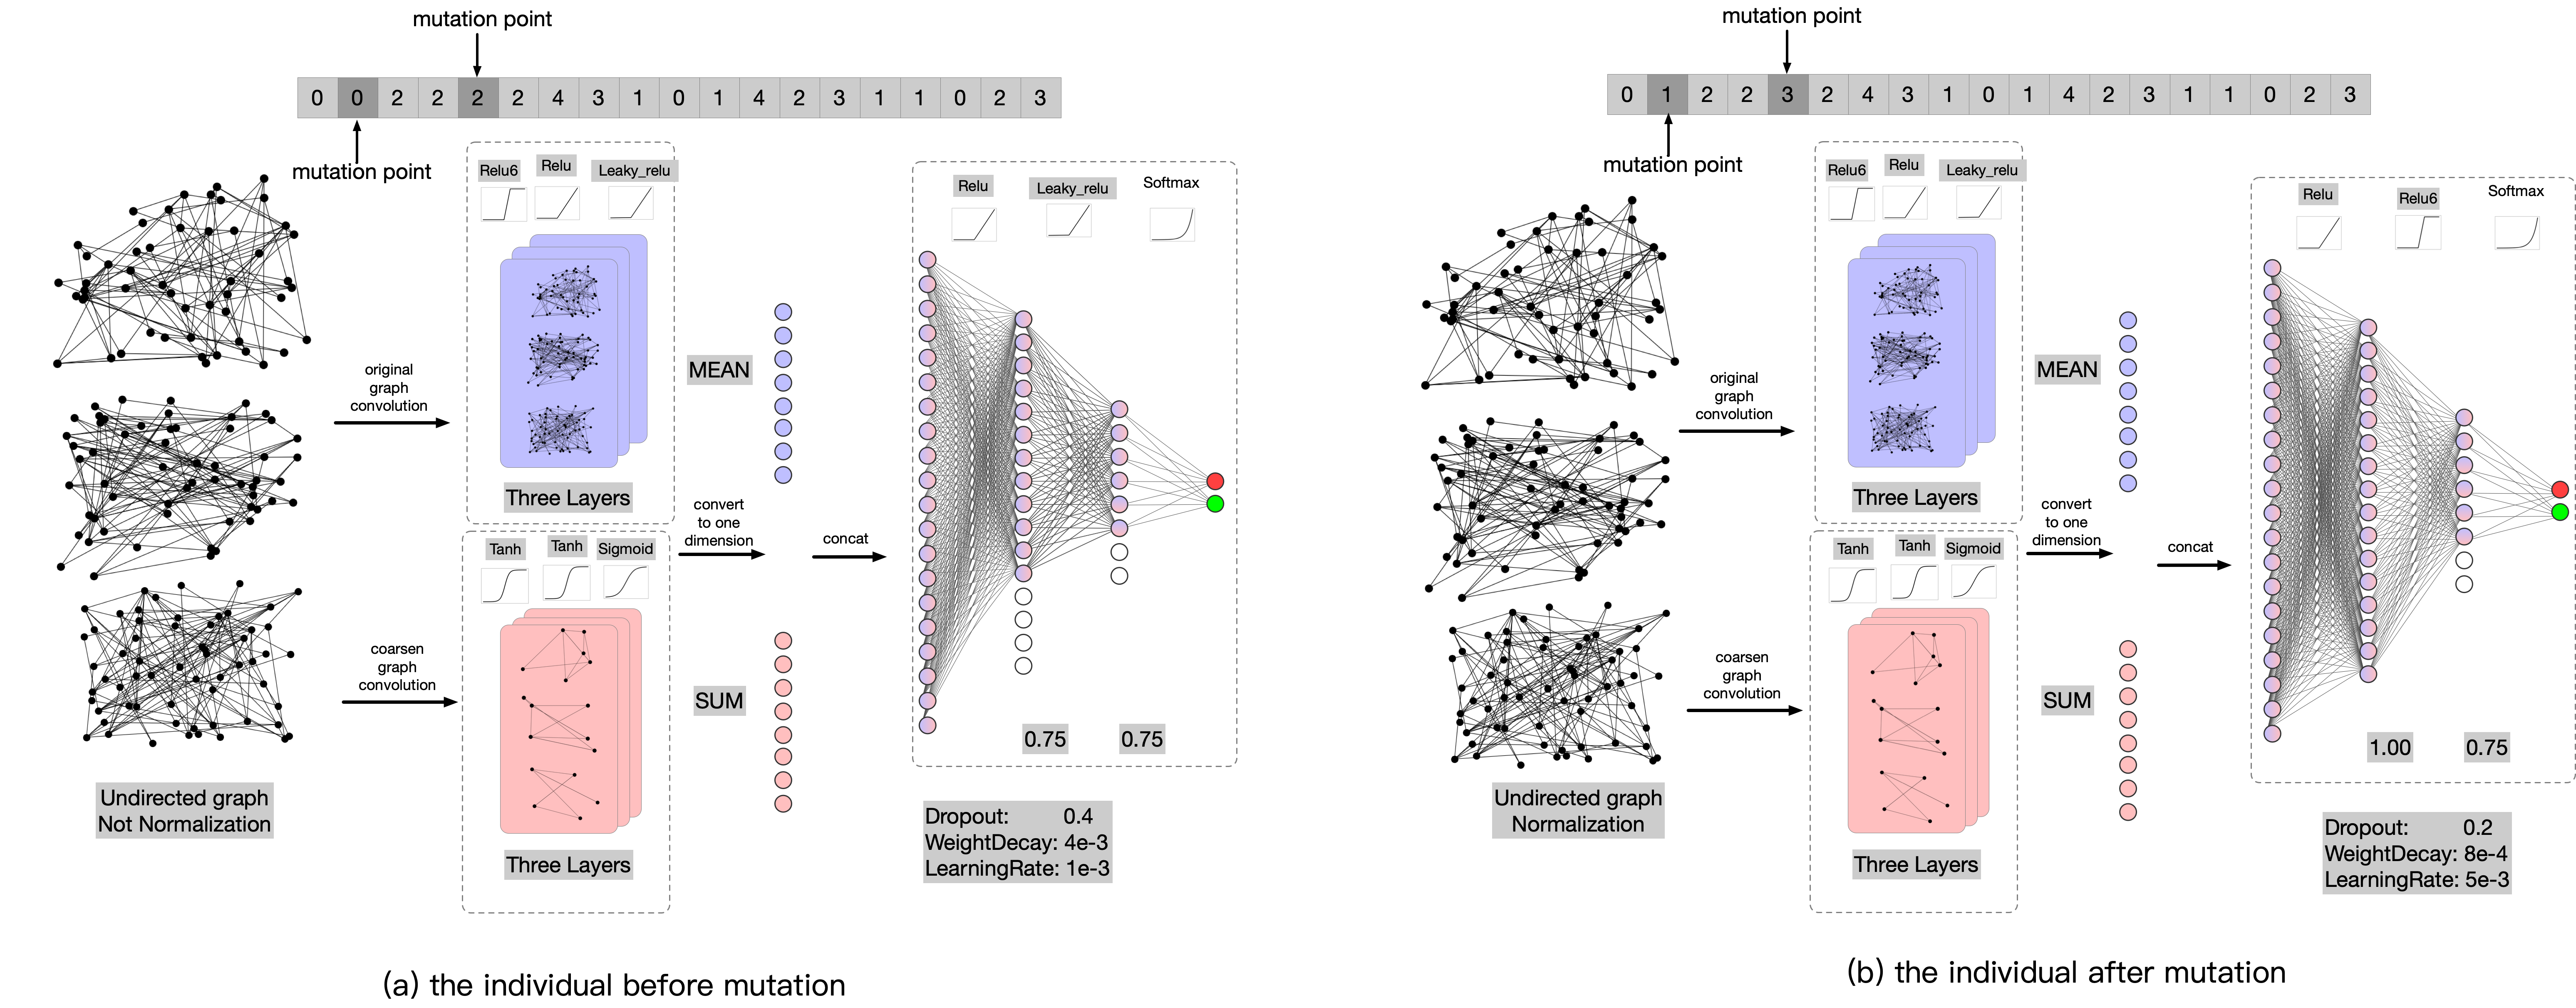 mutation point
0 0 2 2 2 2 4 3 1 0 1 4 2 3 1 1 0 2 3
mutation point
Relu6 Relu Leaky_relu
original
graph
convolution
Three Layers
Tanh Tanh Sigmoid
coarsen
graph
convolution
Three Layers
Undirected graph
Not Normalization
MEAN
convert
to one
dimension
SUM
concat
Relu Leaky_relu Softmax
0.75 0.75
Dropout: 0.4
WeightDecay: 4e-3
LearningRate: 1e-3
(a) the individual before mutation
mutation point
0 1 2 2 3 2 4 3 1 0 1 4 2 3 1 1 0 2 3
mutation point
Relu6 Relu Leaky_relu
original
graph
convolution
Three Layers
Tanh Tanh Sigmoid
coarsen
graph
convolution
Three Layers
Undirected graph
Normalization
MEAN
convert
to one
dimension
SUM
concat
Relu Relu6 Softmax
1.00 0.75
Dropout: 0.2
WeightDecay: 8e-4
LearningRate: 5e-3
(b) the individual after mutation